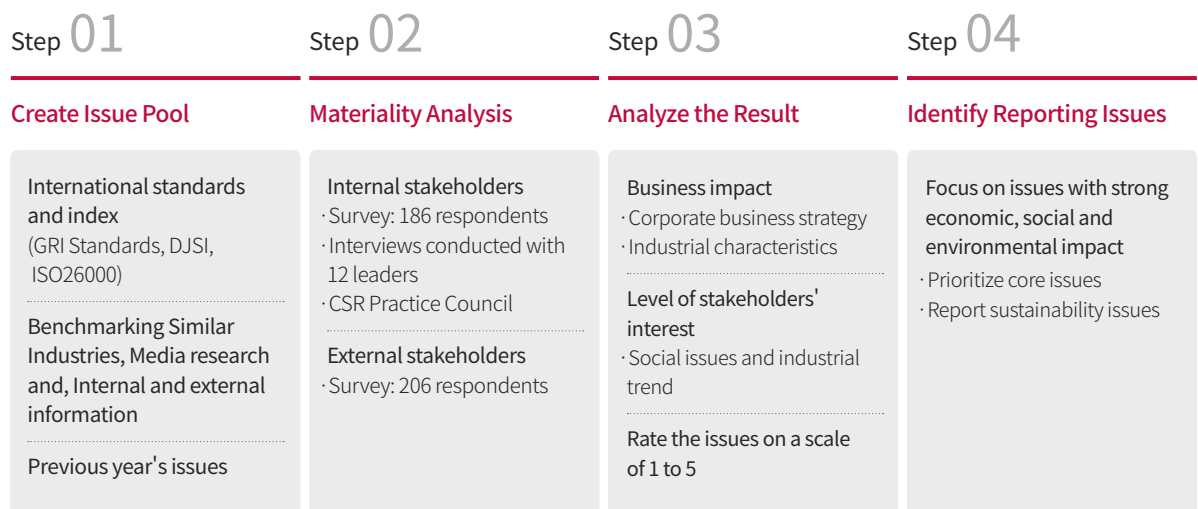 Step 01
Create Issue Pool
International standards
and index
(GRI Standards, DJSI,
ISO26000)
Benchmarking Similar
Industries, Media research
and, Internal and external
information
Previous year's issues
Step 02
Materiality Analysis
Internal stakeholders
· Survey: 186 respondents
· Interviews conducted with
12 leaders
· CSR Practice Council
External stakeholders
· Survey: 206 respondents
Step 03
Analyze the Result
Business impact
· Corporate business strategy
· Industrial characteristics
Level of stakeholders'
interest
· Social issues and industrial
trend
Rate the issues on a scale
of 1 to 5
Step 04
Identify Reporting Issues
Focus on issues with strong
economic, social and
environmental impact
· Prioritize core issues
· Report sustainability issues